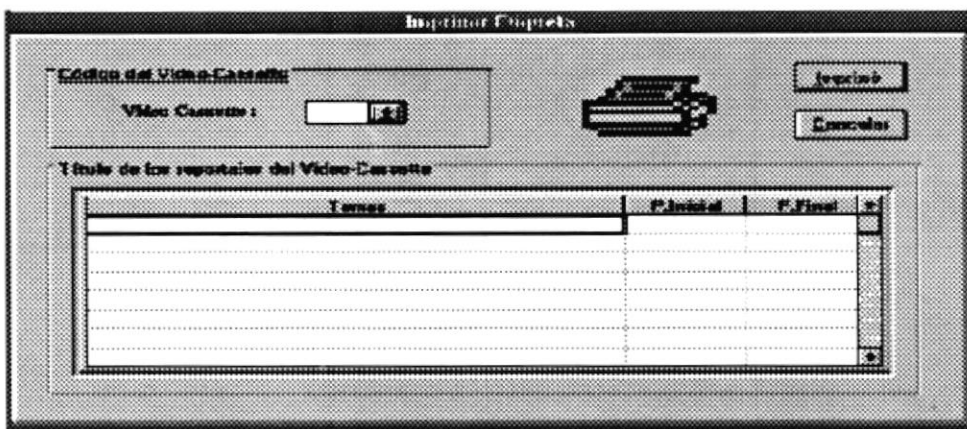 Imprimir Etiqueta
Código del Video-Cassette
Video Cassette :
Imprimir
Cancelar
Título de los reportajes del Video-Cassette
Temas P.Inicial P.Final